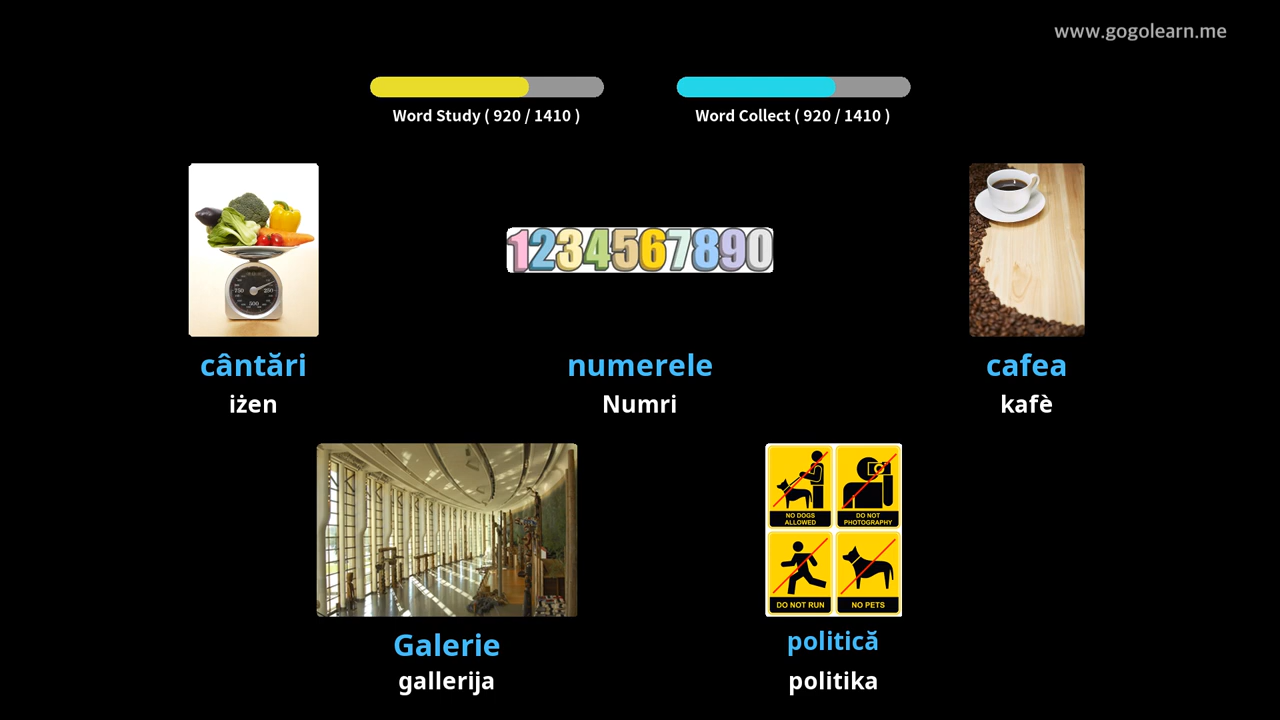 www.gogolearn.me
Word Study ( 920 / 1410 )
Word Collect ( 920 / 1410 )
1234567890
cântări
iżen
numerele
Numri
cafea
kafè
NO DOGS
ALLOWED
DO NOT
PHOTOGRAPHY
DO NOT RUN
NO PETS
Galerie
gallerija
politică
politika